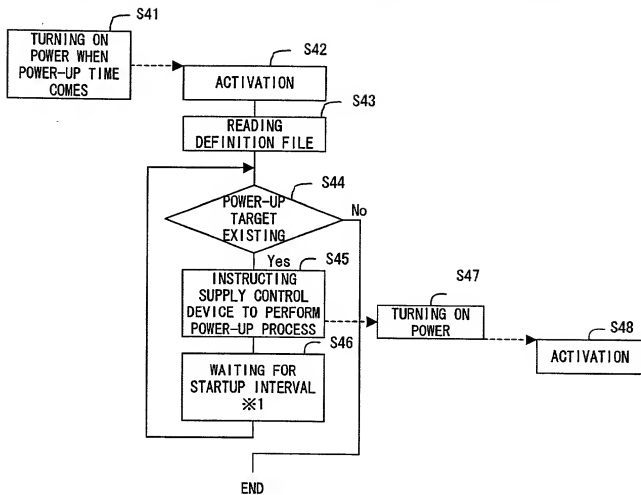 S41
TURNING ON
POWER WHEN
POWER-UP TIME
COMES
S42
ACTIVATION
S43
READING
DEFINITION FILE
S44
POWER-UP
TARGET
EXISTING
No
Yes
S45
INSTRUCTING
SUPPLY CONTROL
DEVICE TO PERFORM
POWER-UP PROCESS
S47
TURNING ON
POWER
S48
ACTIVATION
S46
WAITING FOR
STARTUP INTERVAL
※1
END